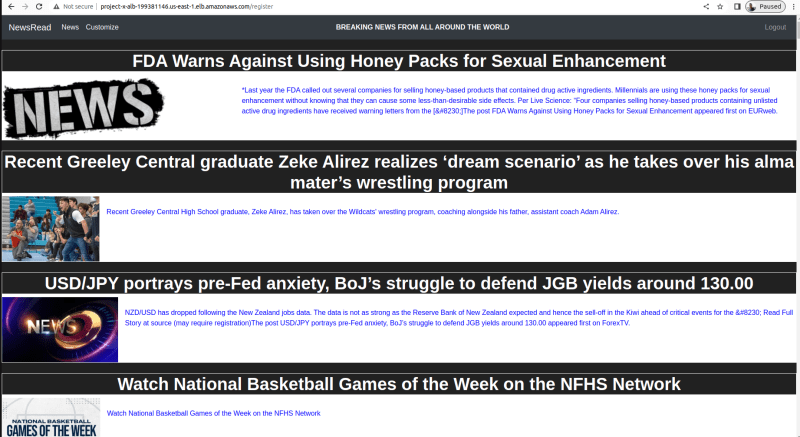 Not secure | project-x-alb-199381146.us-east-1.elb.amazonaws.com/register
Paused
NewsRead News Customize BREAKING NEWS FROM ALL AROUND THE WORLD Logout
FDA Warns Against Using Honey Packs for Sexual Enhancement
NEWS
*Last year the FDA called out several companies for selling honey-based products that contained drug active ingredients. Millennials are using these honey packs for sexual
enhancement without knowing that they can cause some less-than-desirable side effects. Per Live Science: "Four companies selling honey-based products containing unlisted
active drug ingredients have received warning letters from the [&#8230;]The post FDA Warns Against Using Honey Packs for Sexual Enhancement appeared first on EURweb.
Recent Greeley Central graduate Zeke Alirez realizes ‘dream scenario’ as he takes over his alma
mater’s wrestling program
Recent Greeley Central High School graduate, Zeke Alirez, has taken over the Wildcats' wrestling program, coaching alongside his father, assistant coach Adam Alirez.
USD/JPY portrays pre-Fed anxiety, BoJ’s struggle to defend JGB yields around 130.00
NEWS
NZD/USD has dropped following the New Zealand jobs data. The data is not as strong as the Reserve Bank of New Zealand expected and hence the sell-off in the Kiwi ahead of critical events for the &#8230; Read Full
Story at source (may require registration)The post USD/JPY portrays pre-Fed anxiety, BoJ's struggle to defend JGB yields around 130.00 appeared first on ForexTV.
Watch National Basketball Games of the Week on the NFHS Network
NATIONAL BASKETBALL
GAMES OF THE WEEK
Watch National Basketball Games of the Week on the NFHS Network